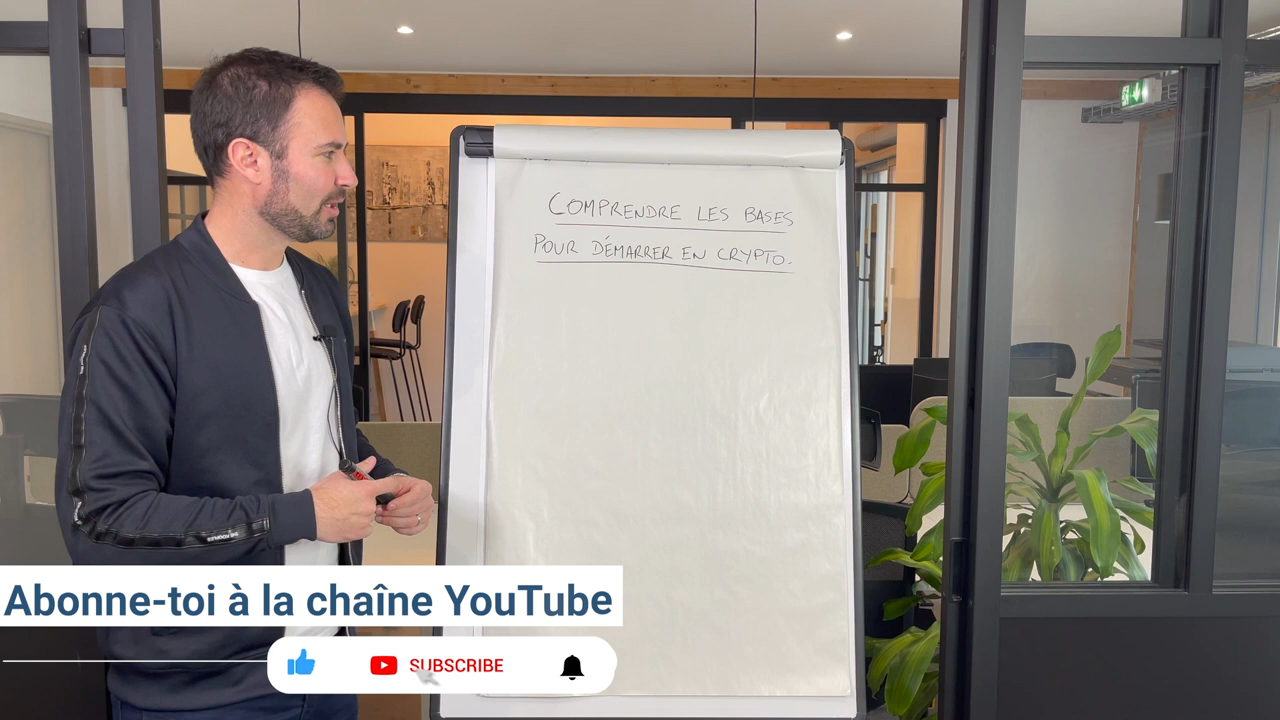 COMPRENDRE LES BASES
POUR DÉMARRER EN CRYPTO.
Abonne-toi à la chaîne YouTube
SUBSCRIBE